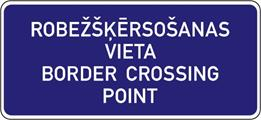 ROBEŽŠĶĒRSOŠANAS
VIETA
BORDER CROSSING
POINT